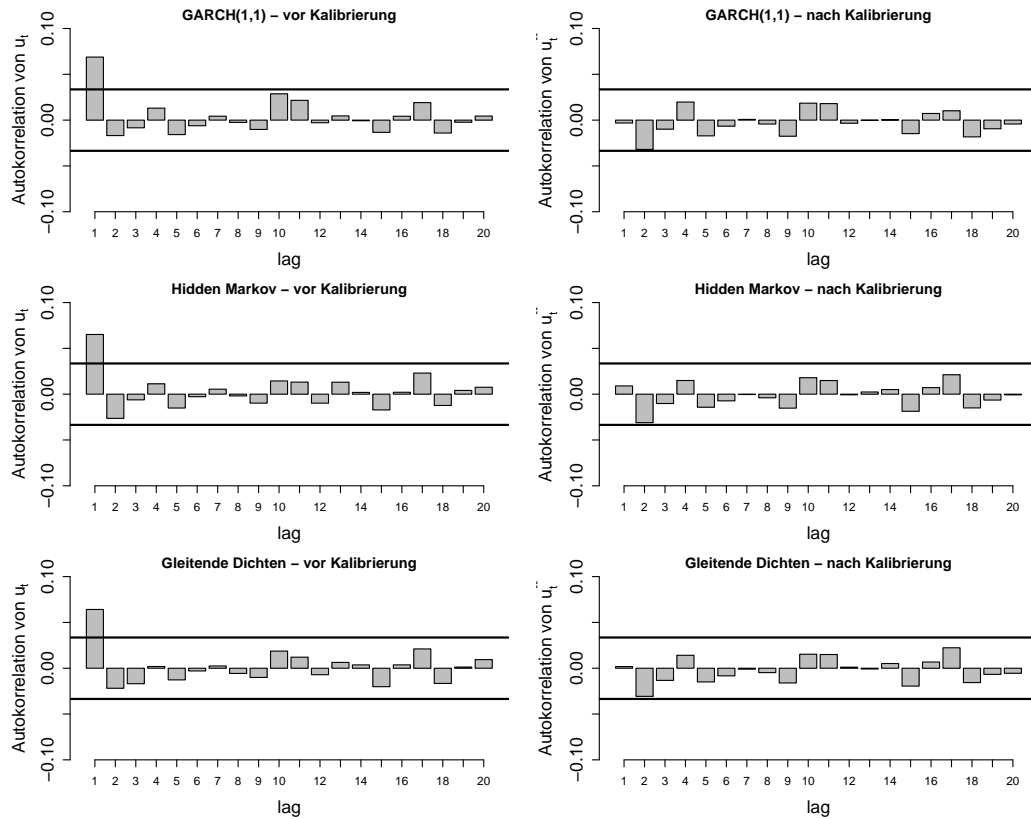 GARCH(1,1) − vor Kalibrierung
Autokorrelation von u_t
0.10
0.00
−0.10
1 2 3 4 5 6 7 8 9 10 12 14 16 18 20
lag
GARCH(1,1) − nach Kalibrierung
Autokorrelation von ũ_t
0.10
0.00
−0.10
1 2 3 4 5 6 7 8 9 10 12 14 16 18 20
lag
Hidden Markov − vor Kalibrierung
Autokorrelation von u_t
0.10
0.00
−0.10
1 2 3 4 5 6 7 8 9 10 12 14 16 18 20
lag
Hidden Markov − nach Kalibrierung
Autokorrelation von ũ_t
0.10
0.00
−0.10
1 2 3 4 5 6 7 8 9 10 12 14 16 18 20
lag
Gleitende Dichten − vor Kalibrierung
Autokorrelation von u_t
0.10
0.00
−0.10
1 2 3 4 5 6 7 8 9 10 12 14 16 18 20
lag
Gleitende Dichten − nach Kalibrierung
Autokorrelation von ũ_t
0.10
0.00
−0.10
1 2 3 4 5 6 7 8 9 10 12 14 16 18 20
lag